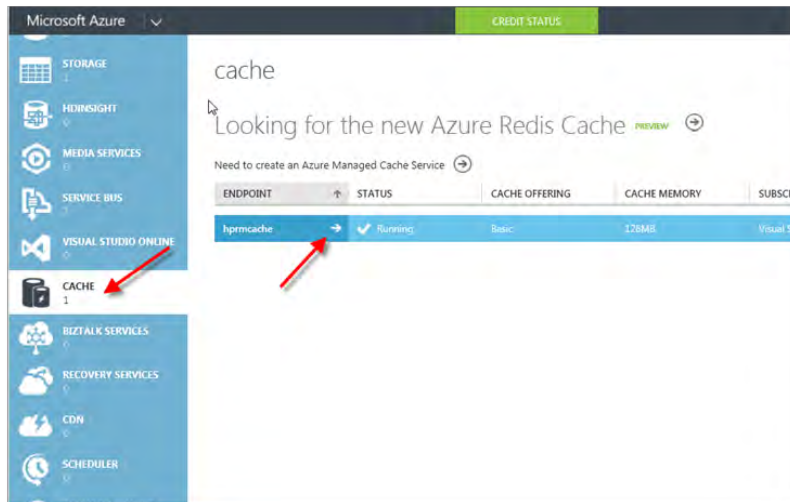 Microsoft Azure
CREDIT STATUS
STORAGE
1
HDINSIGHT
0
MEDIA SERVICES
0
SERVICE BUS
VISUAL STUDIO ONLINE
0
CACHE
1
BIZTALK SERVICES
0
RECOVERY SERVICES
0
CDN
0
SCHEDULER
0
cache
Looking for the new Azure Redis Cache PREVIEW
Need to create an Azure Managed Cache Service
ENDPOINT STATUS CACHE OFFERING CACHE MEMORY SUBSC
hprmcache Running Basic 128MB Visual S